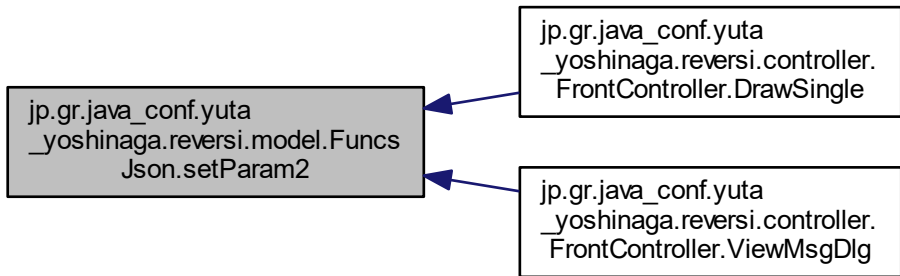 jp.gr.java_conf.yuta
_yoshinaga.reversi.model.Funcs
Json.setParam2
jp.gr.java_conf.yuta
_yoshinaga.reversi.controller.
FrontController.DrawSingle
jp.gr.java_conf.yuta
_yoshinaga.reversi.controller.
FrontController.ViewMsgDlg